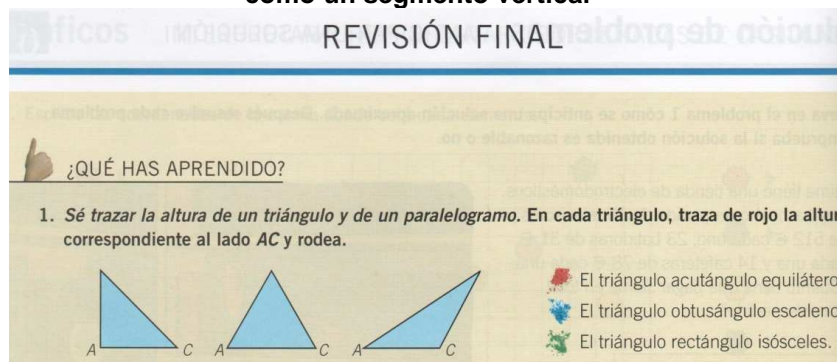 como un segmento vertical
REVISIÓN FINAL
¿QUÉ HAS APRENDIDO?
1. Sé trazar la altura de un triángulo y de un paralelogramo. En cada triángulo, traza de rojo la altu
correspondiente al lado AC y rodea.
El triángulo acutángulo equilátero
El triángulo obtusángulo escaleno
El triángulo rectángulo isósceles.
A C A C A C